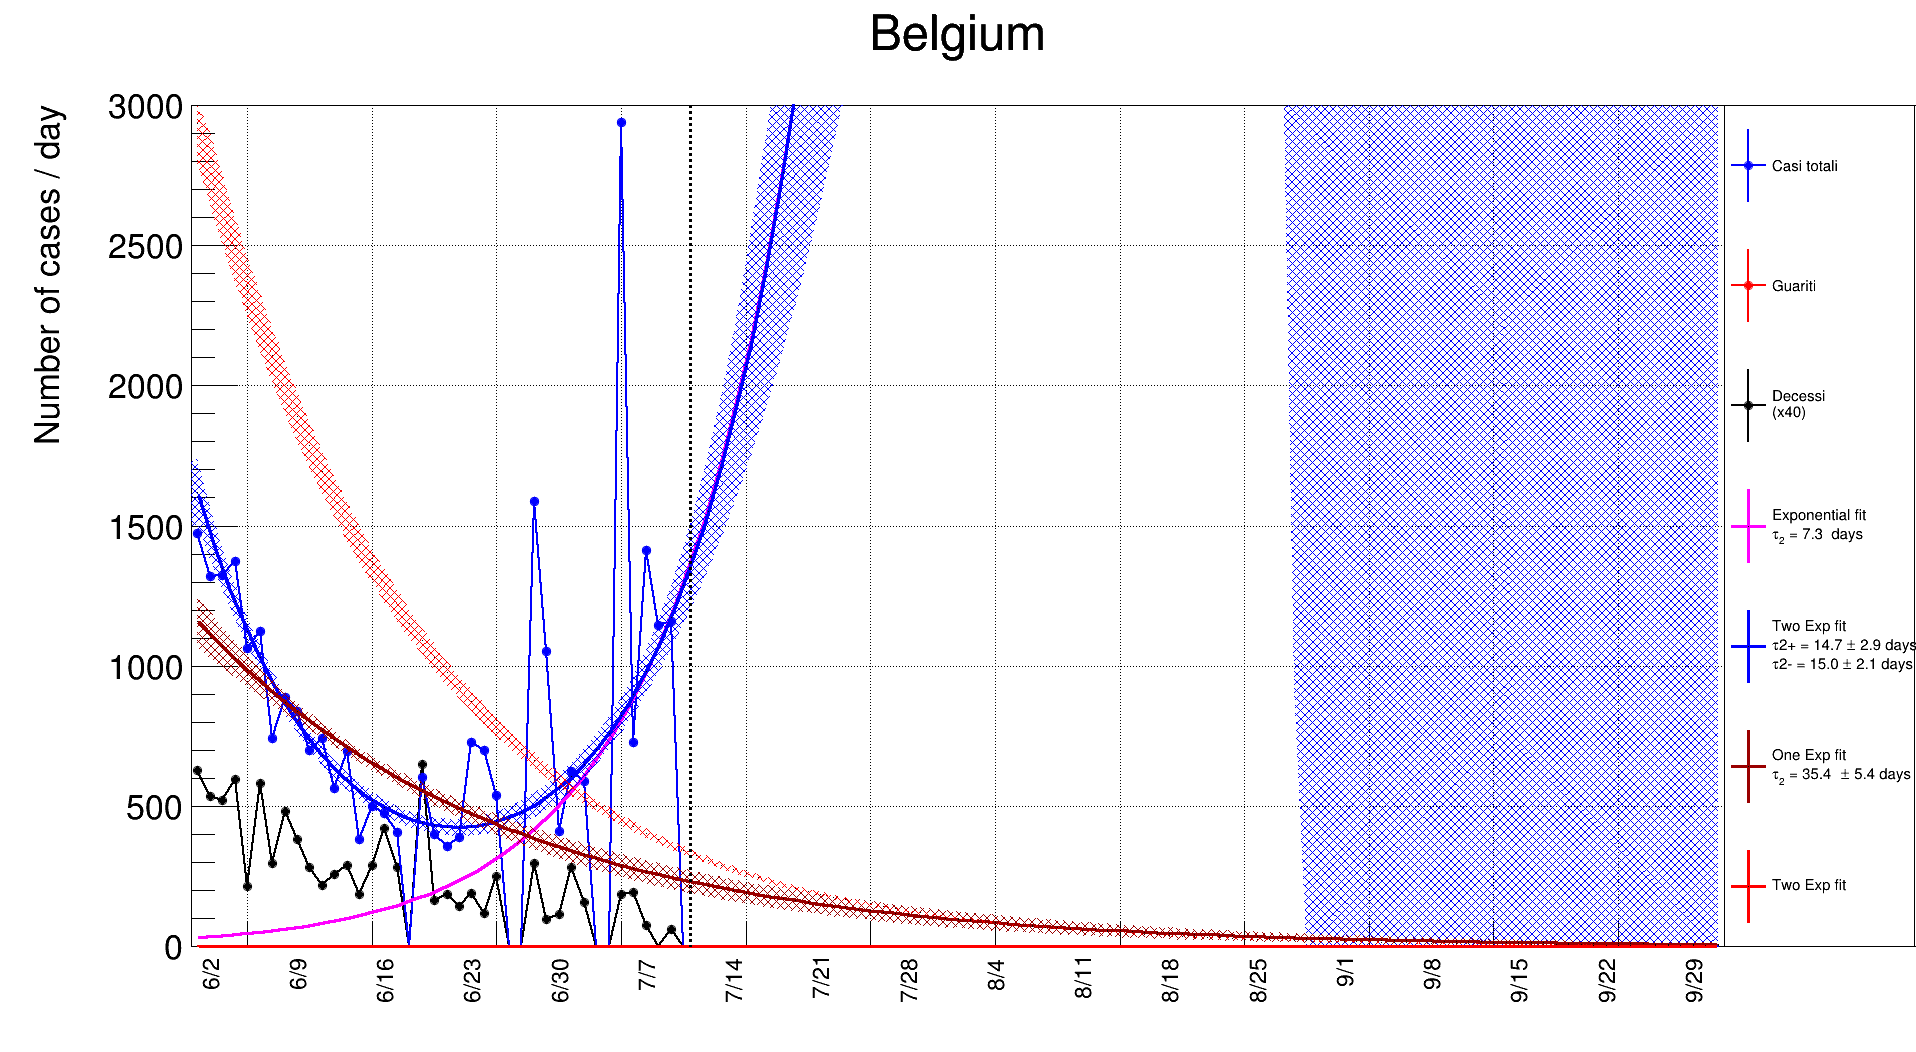 Belgium
Number of cases / day
3000
2500
2000
1500
1000
500
0
6/2
6/9
6/16
6/23
6/30
7/7
7/14
7/21
7/28
8/4
8/11
8/18
8/25
9/1
9/8
9/15
9/22
9/29
Casi totali
Guariti
Decessi
(x40)
Exponential fit
τ2 = 7.3 days
Two Exp fit
τ2+ = 14.7 ± 2.9 days
τ2- = 15.0 ± 2.1 days
One Exp fit
τ2 = 35.4 ± 5.4 days
Two Exp fit